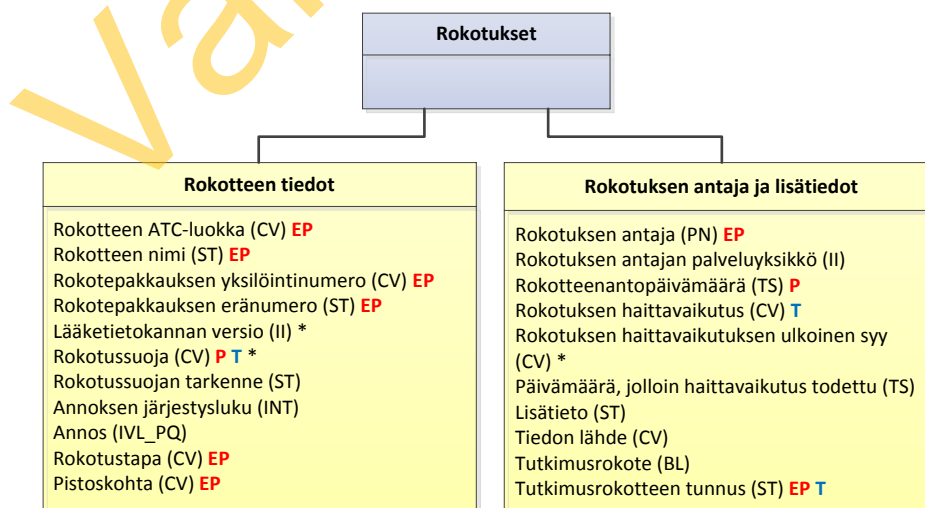 Rokotukset
Rokotteen tiedot
Rokotteen ATC-luokka (CV) EP
Rokotteen nimi (ST) EP
Rokotepakkauksen yksilöintinumero (CV) EP
Rokotepakkauksen eränumero (ST) EP
Lääketietokannan versio (II) *
Rokotussuoja (CV) P T *
Rokotussuojan tarkenne (ST)
Annoksen järjestysluku (INT)
Annos (IVL_PQ)
Rokotustapa (CV) EP
Pistoskohta (CV) EP
Rokotuksen antaja ja lisätiedot
Rokotuksen antaja (PN) EP
Rokotuksen antajan palveluyksikkö (II)
Rokotteenantopäivämäärä (TS) P
Rokotuksen haittavaikutus (CV) T
Rokotuksen haittavaikutuksen ulkoinen syy
(CV) *
Päivämäärä, jolloin haittavaikutus todettu (TS)
Lisätieto (ST)
Tiedon lähde (CV)
Tutkimusrokote (BL)
Tutkimusrokotteen tunnus (ST) EP T